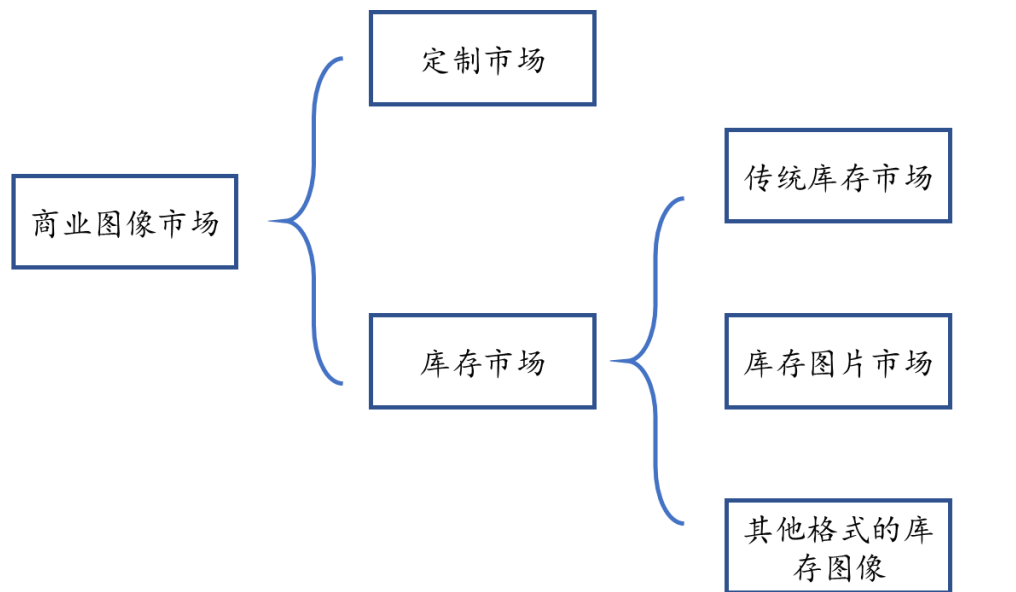 商业图像市场
定制市场
库存市场
传统库存市场
库存图片市场
其他格式的库
存图像